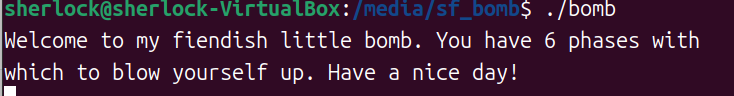 sherlock@sherlock-VirtualBox:/media/sf_bomb$ ./bomb
Welcome to my fiendish little bomb. You have 6 phases with
which to blow yourself up. Have a nice day!